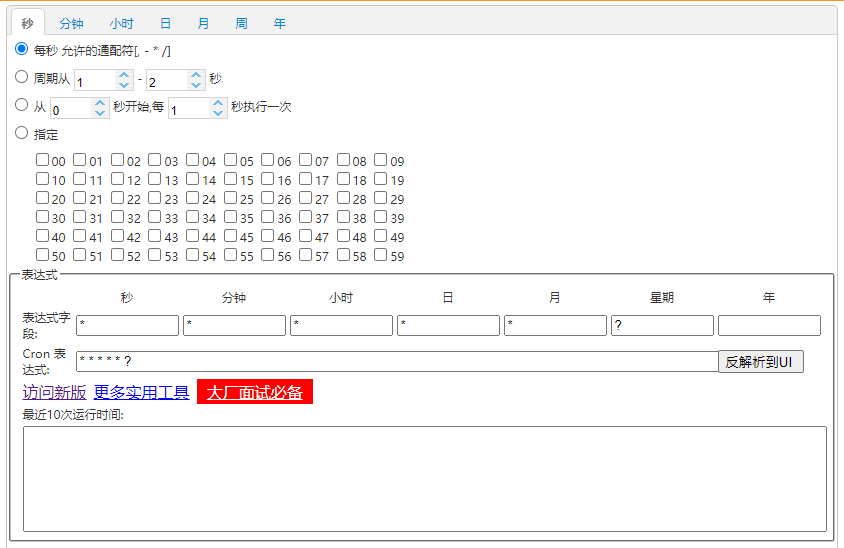 秒 分钟 小时 日 月 周 年
每秒 允许的通配符[, - * /]
周期从 1 - 2 秒
从 0 秒开始,每 1 秒执行一次
指定
00 01 02 03 04 05 06 07 08 09
10 11 12 13 14 15 16 17 18 19
20 21 22 23 24 25 26 27 28 29
30 31 32 33 34 35 36 37 38 39
40 41 42 43 44 45 46 47 48 49
50 51 52 53 54 55 56 57 58 59
表达式
秒 分钟 小时 日 月 星期 年
表达式字
段:
* * * * * ?
Cron 表
达式:
* * * * * ? 反解析到UI
访问新版 更多实用工具 大厂面试必备
最近10次运行时间: